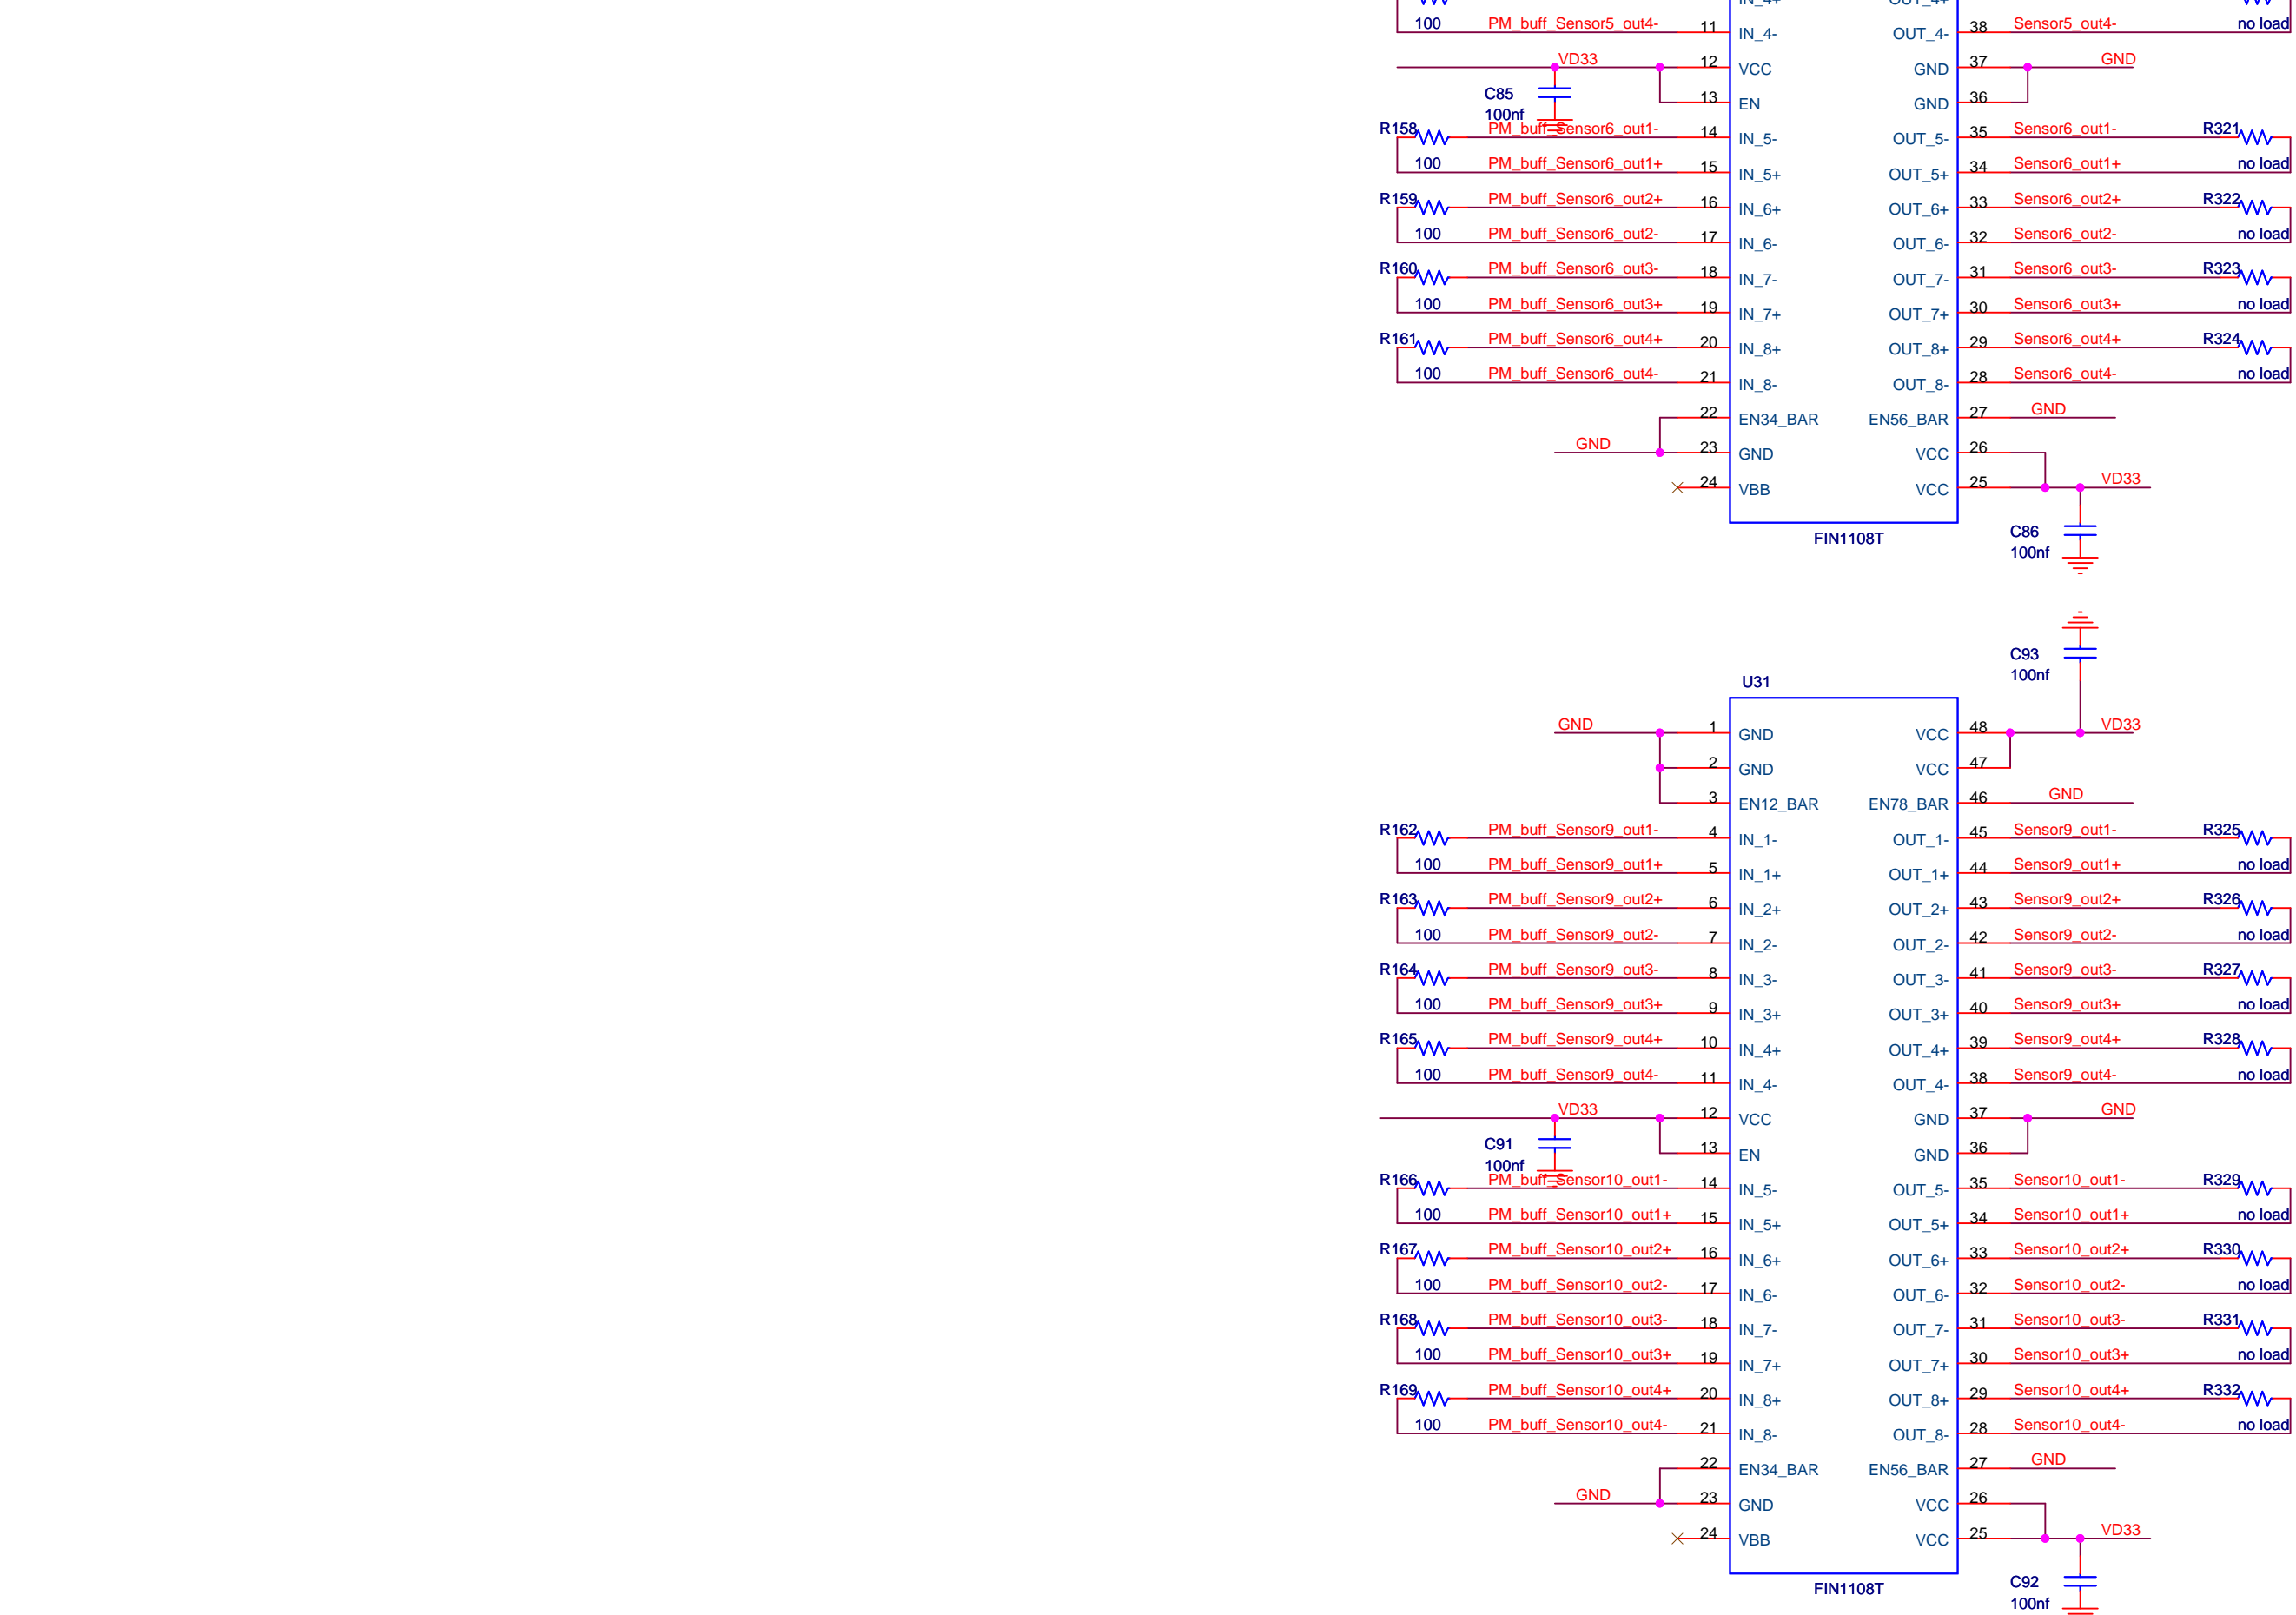 IN_4+ OUT_4+
100 PM_buff_Sensor5_out4- 11 IN_4- OUT_4- 38 Sensor5_out4- no load
VD33 12 VCC GND 37 GND
C85 13 EN GND 36
100nf
R158 PM_buff_Sensor6_out1- 14 IN_5- OUT_5- 35 Sensor6_out1- R321
100 PM_buff_Sensor6_out1+ 15 IN_5+ OUT_5+ 34 Sensor6_out1+ no load
R159 PM_buff_Sensor6_out2+ 16 IN_6+ OUT_6+ 33 Sensor6_out2+ R322
100 PM_buff_Sensor6_out2- 17 IN_6- OUT_6- 32 Sensor6_out2- no load
R160 PM_buff_Sensor6_out3- 18 IN_7- OUT_7- 31 Sensor6_out3- R323
100 PM_buff_Sensor6_out3+ 19 IN_7+ OUT_7+ 30 Sensor6_out3+ no load
R161 PM_buff_Sensor6_out4+ 20 IN_8+ OUT_8+ 29 Sensor6_out4+ R324
100 PM_buff_Sensor6_out4- 21 IN_8- OUT_8- 28 Sensor6_out4- no load
22 EN34_BAR EN56_BAR 27 GND
GND 23 GND VCC 26
24 VBB VCC 25 VD33
FIN1108T
C86
100nf
C93
100nf
U31
GND 1 GND VCC 48 VD33
2 GND VCC 47
3 EN12_BAR EN78_BAR 46 GND
R162 PM_buff_Sensor9_out1- 4 IN_1- OUT_1- 45 Sensor9_out1- R325
100 PM_buff_Sensor9_out1+ 5 IN_1+ OUT_1+ 44 Sensor9_out1+ no load
R163 PM_buff_Sensor9_out2+ 6 IN_2+ OUT_2+ 43 Sensor9_out2+ R326
100 PM_buff_Sensor9_out2- 7 IN_2- OUT_2- 42 Sensor9_out2- no load
R164 PM_buff_Sensor9_out3- 8 IN_3- OUT_3- 41 Sensor9_out3- R327
100 PM_buff_Sensor9_out3+ 9 IN_3+ OUT_3+ 40 Sensor9_out3+ no load
R165 PM_buff_Sensor9_out4+ 10 IN_4+ OUT_4+ 39 Sensor9_out4+ R328
100 PM_buff_Sensor9_out4- 11 IN_4- OUT_4- 38 Sensor9_out4- no load
VD33 12 VCC GND 37 GND
C91 13 EN GND 36
100nf
R166 PM_buff_Sensor10_out1- 14 IN_5- OUT_5- 35 Sensor10_out1- R329
100 PM_buff_Sensor10_out1+ 15 IN_5+ OUT_5+ 34 Sensor10_out1+ no load
R167 PM_buff_Sensor10_out2+ 16 IN_6+ OUT_6+ 33 Sensor10_out2+ R330
100 PM_buff_Sensor10_out2- 17 IN_6- OUT_6- 32 Sensor10_out2- no load
R168 PM_buff_Sensor10_out3- 18 IN_7- OUT_7- 31 Sensor10_out3- R331
100 PM_buff_Sensor10_out3+ 19 IN_7+ OUT_7+ 30 Sensor10_out3+ no load
R169 PM_buff_Sensor10_out4+ 20 IN_8+ OUT_8+ 29 Sensor10_out4+ R332
100 PM_buff_Sensor10_out4- 21 IN_8- OUT_8- 28 Sensor10_out4- no load
22 EN34_BAR EN56_BAR 27 GND
GND 23 GND VCC 26
24 VBB VCC 25 VD33
FIN1108T
C92
100nf